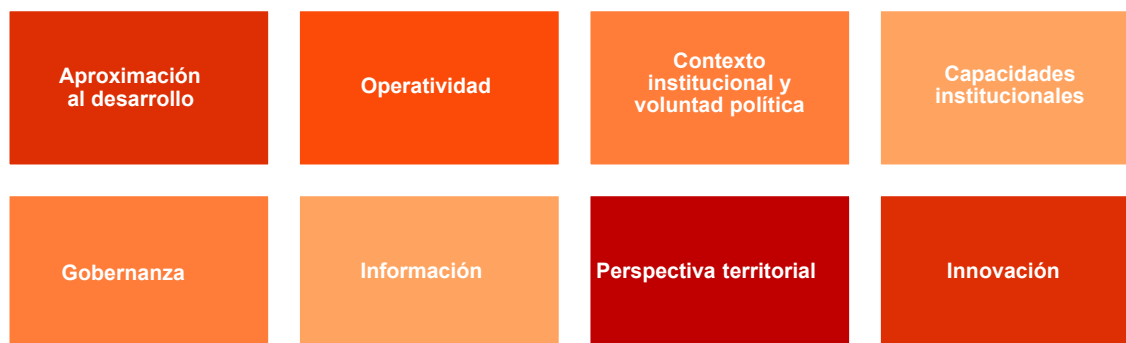 Aproximación
al desarrollo
Operatividad
Contexto
institucional y
voluntad política
Capacidades
institucionales
Gobernanza
Información
Perspectiva territorial
Innovación